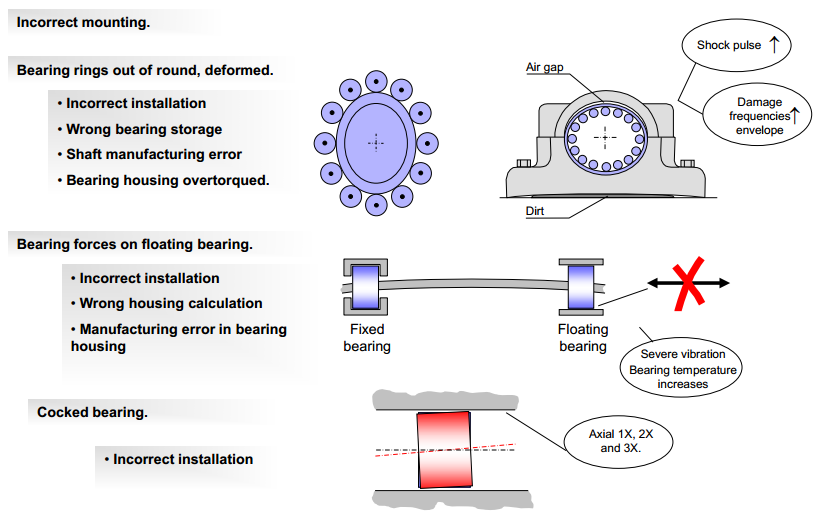 Incorrect mounting.
Bearing rings out of round, deformed.
• Incorrect installation
• Wrong bearing storage
• Shaft manufacturing error
• Bearing housing overtorqued.
Air gap
Dirt
Shock pulse ↑
Damage
frequencies ↑
envelope
Bearing forces on floating bearing.
• Incorrect installation
• Wrong housing calculation
• Manufacturing error in bearing
housing
Fixed
bearing
Floating
bearing
Severe vibration
Bearing temperature
increases
Cocked bearing.
• Incorrect installation
Axial 1X, 2X
and 3X.